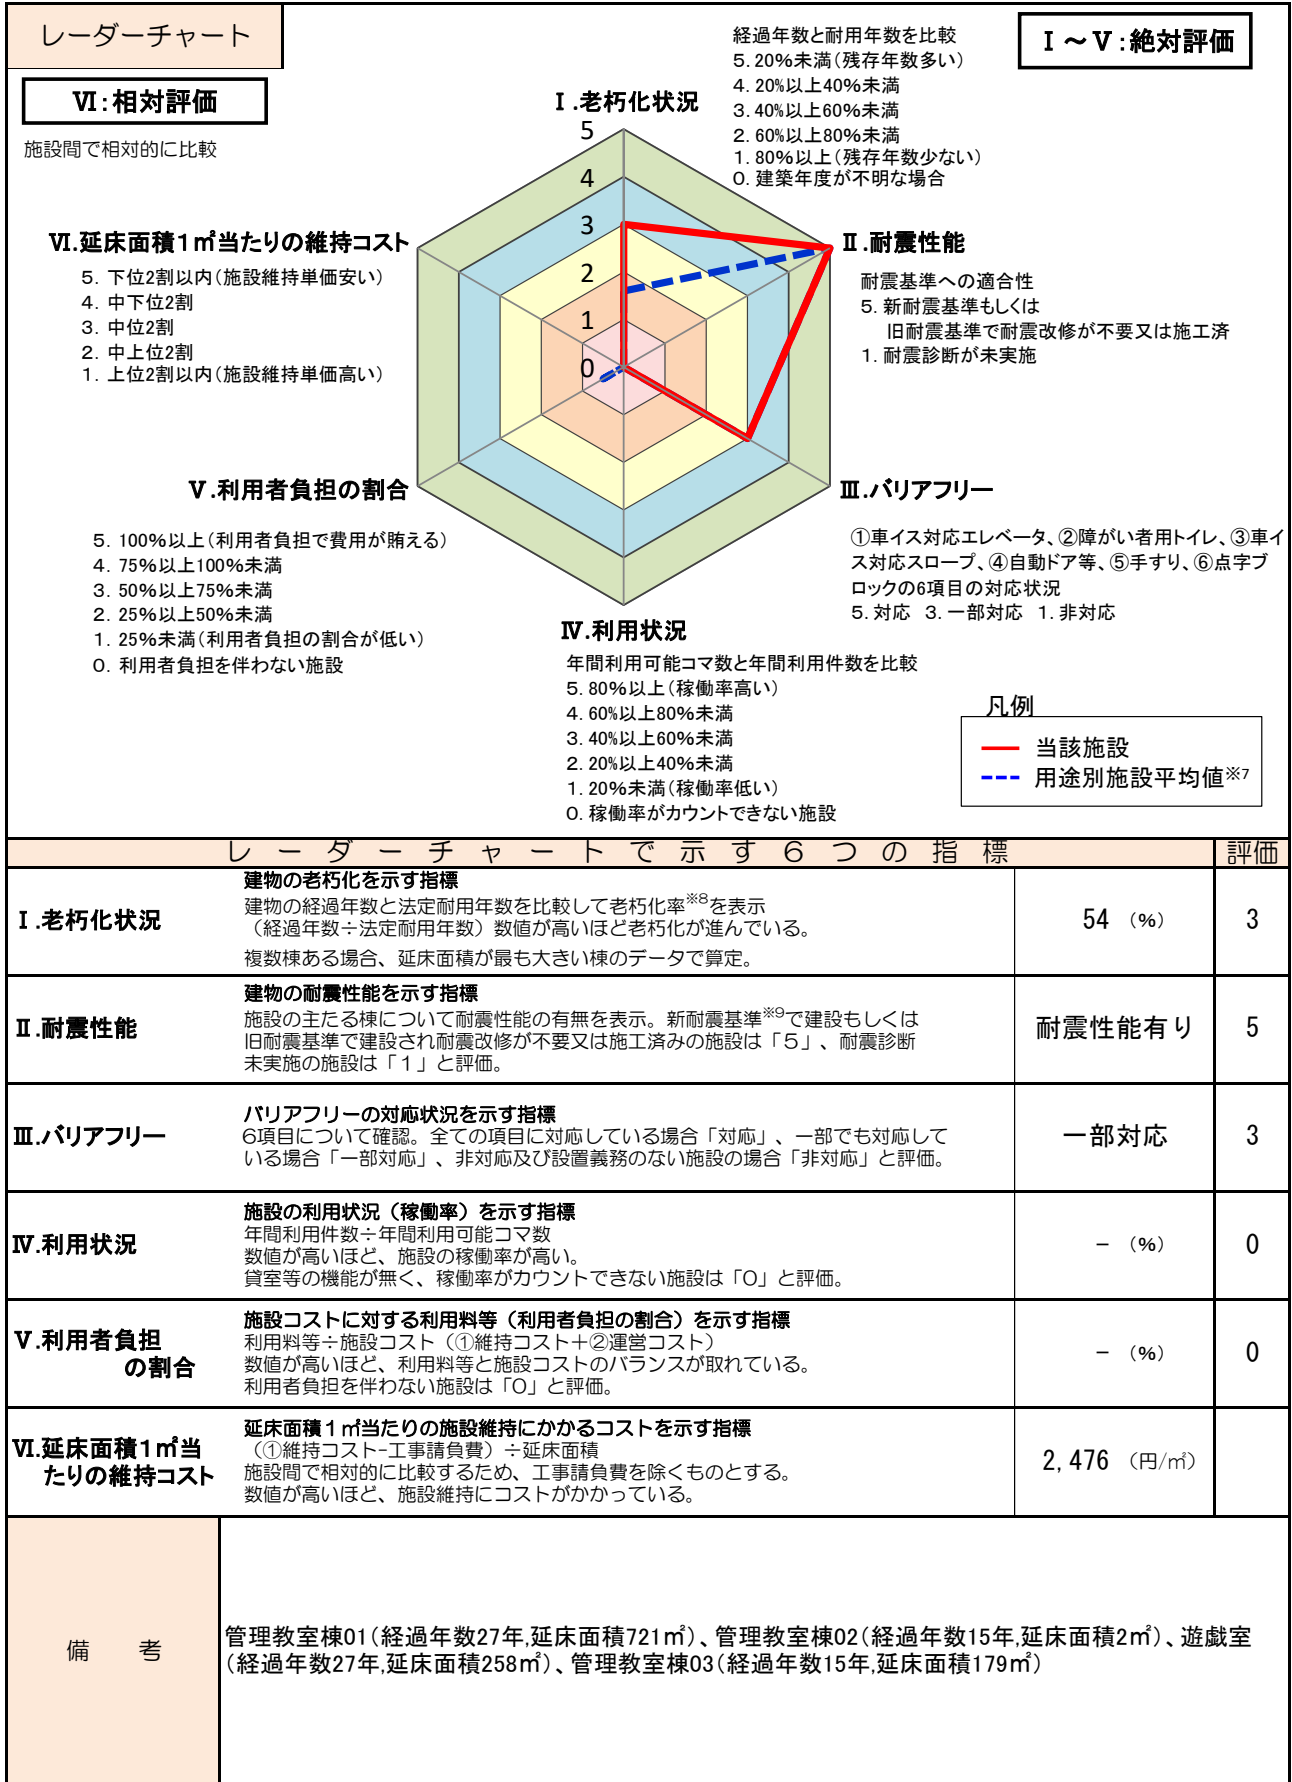 レーダーチャート
Ⅰ～Ⅴ:絶対評価
Ⅵ:相対評価
施設間で相対的に比較
経過年数と耐用年数を比較
5.20%未満(残存年数多い)
4.20%以上40%未満
3.40%以上60%未満
2.60%以上80%未満
1.80%以上(残存年数少ない)
0.建築年度が不明な場合
Ⅰ.老朽化状況
5
4
3
2
1
0
Ⅵ.延床面積1㎡当たりの維持コスト
5.下位2割以内(施設維持単価安い)
4.中下位2割
3.中位2割
2.中上位2割
1.上位2割以内(施設維持単価高い)
Ⅱ.耐震性能
耐震基準への適合性
5.新耐震基準もしくは
旧耐震基準で耐震改修が不要又は施工済
1.耐震診断が未実施
Ⅴ.利用者負担の割合
5.100%以上(利用者負担で費用が賄える)
4.75%以上100%未満
3.50%以上75%未満
2.25%以上50%未満
1.25%未満(利用者負担の割合が低い)
0.利用者負担を伴わない施設
Ⅲ.バリアフリー
①車イス対応エレベータ、②障がい者用トイレ、③車イ
ス対応スロープ、④自動ドア等、⑤手すり、⑥点字ブ
ロックの6項目の対応状況
5.対応 3.一部対応 1.非対応
Ⅳ.利用状況
年間利用可能コマ数と年間利用件数を比較
5.80%以上(稼働率高い)
4.60%以上80%未満
3.40%以上60%未満
2.20%以上40%未満
1.20%未満(稼働率低い)
0.稼働率がカウントできない施設
凡例
当該施設
用途別施設平均値※7
レーダーチャートで示す6つの指標 評価
Ⅰ.老朽化状況
建物の老朽化を示す指標
建物の経過年数と法定耐用年数を比較して老朽化率※8を表示
(経過年数÷法定耐用年数)数値が高いほど老朽化が進んでいる。
複数棟ある場合、延床面積が最も大きい棟のデータで算定。
54 (%) 3
Ⅱ.耐震性能
建物の耐震性能を示す指標
施設の主たる棟について耐震性能の有無を表示。新耐震基準※9で建設もしくは
旧耐震基準で建設され耐震改修が不要又は施工済みの施設は「5」、耐震診断
未実施の施設は「1」と評価。
耐震性能有り 5
Ⅲ.バリアフリー
バリアフリーの対応状況を示す指標
6項目について確認。全ての項目に対応している場合「対応」、一部でも対応して
いる場合「一部対応」、非対応及び設置義務のない施設の場合「非対応」と評価。
一部対応 3
Ⅳ.利用状況
施設の利用状況(稼働率)を示す指標
年間利用件数÷年間利用可能コマ数
数値が高いほど、施設の稼働率が高い。
貸室等の機能が無く、稼働率がカウントできない施設は「0」と評価。
- (%) 0
Ⅴ.利用者負担
の割合
施設コストに対する利用料等(利用者負担の割合)を示す指標
利用料等÷施設コスト(①維持コスト+②運営コスト)
数値が高いほど、利用料等と施設コストのバランスが取れている。
利用者負担を伴わない施設は「0」と評価。
- (%) 0
Ⅵ.延床面積1㎡当
たりの維持コスト
延床面積1㎡当たりの施設維持にかかるコストを示す指標
(①維持コスト-工事請負費)÷延床面積
施設間で相対的に比較するため、工事請負費を除くものとする。
数値が高いほど、施設維持にコストがかかっている。
2,476 (円/㎡)
備 考
管理教室棟01(経過年数27年,延床面積721㎡)、管理教室棟02(経過年数15年,延床面積2㎡)、遊戯室
(経過年数27年,延床面積258㎡)、管理教室棟03(経過年数15年,延床面積179㎡)